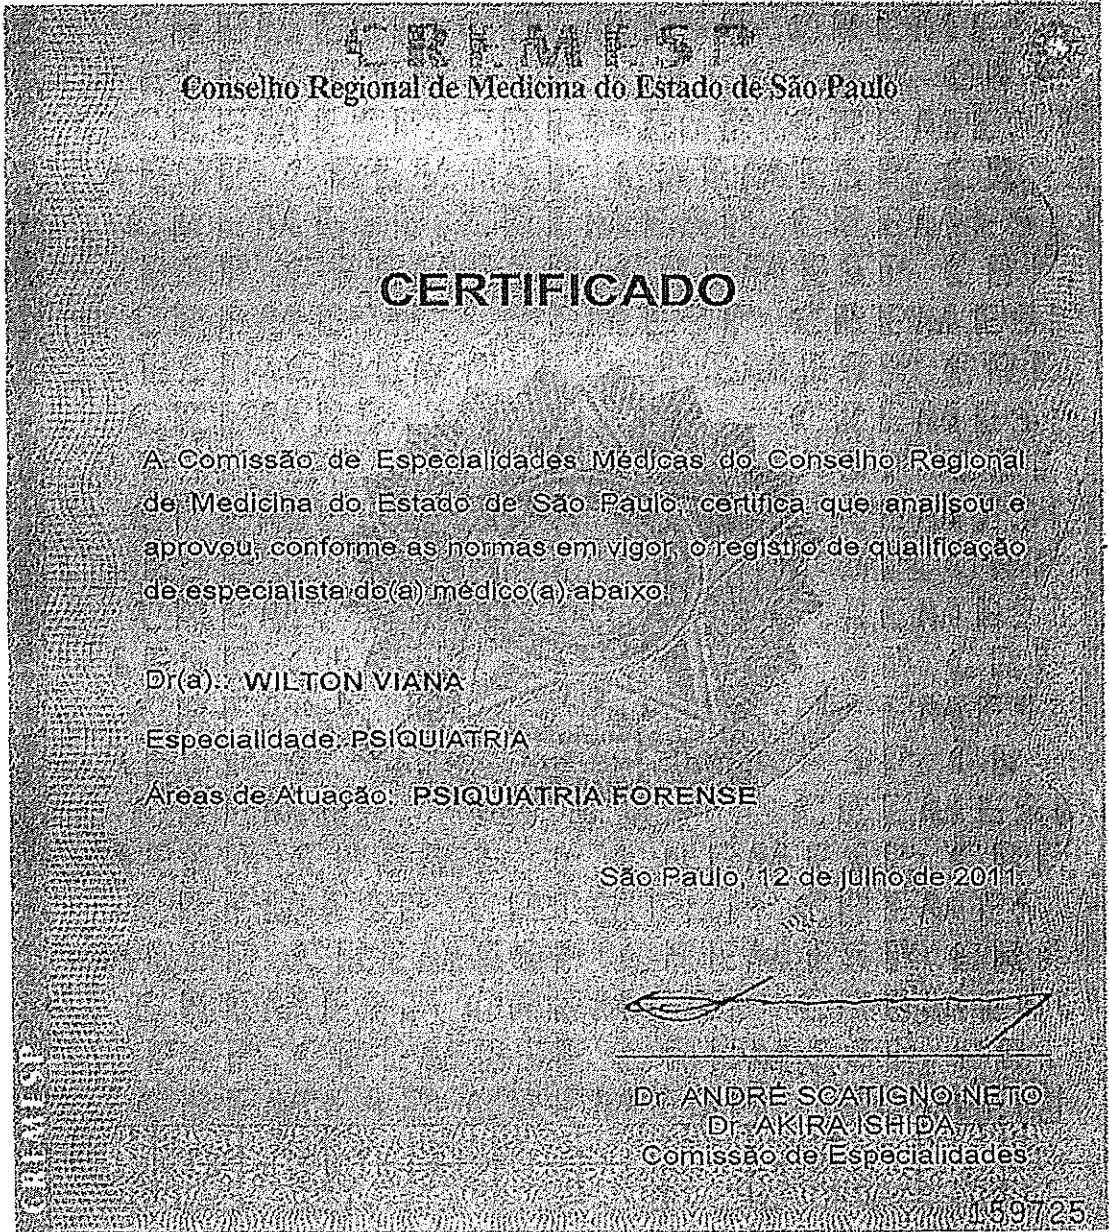 CREMESP
Conselho Regional de Medicina do Estado de São Paulo
CERTIFICADO
A Comissão de Especialidades Médicas do Conselho Regional
de Medicina do Estado de São Paulo, certifica que analisou e
aprovou, conforme as normas em vigor, o registro de qualificação
de especialista do(a) médico(a) abaixo:
Dr(a).: WILTON VIANA
Especialidade: PSIQUIATRIA
Áreas de Atuação: PSIQUIATRIA FORENSE
São Paulo, 12 de julho de 2011.
Dr. ANDRÉ SCATIGNO NETO
Dr. AKIRA ISHIDA
Comissão de Especialidades
CREMESP
159725